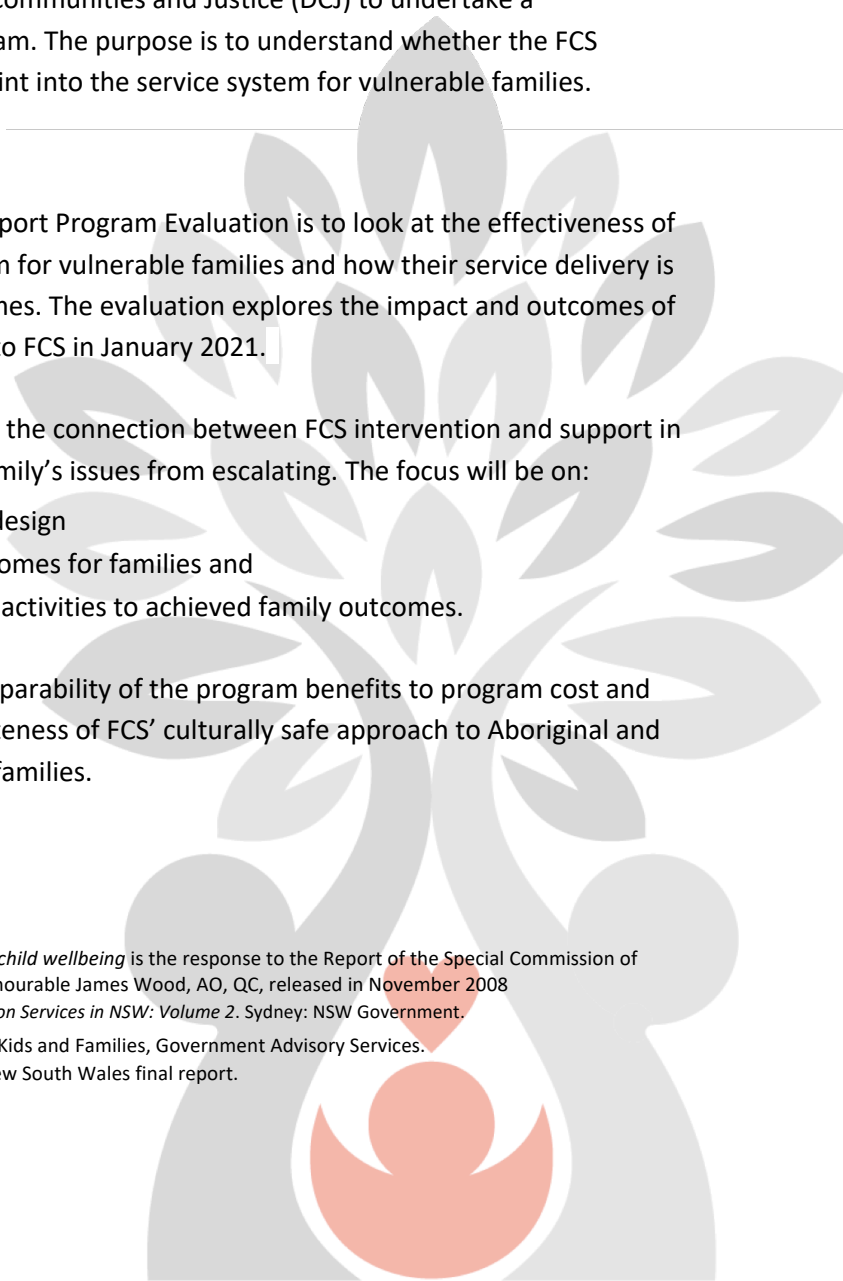 ommunities and Justice (DCJ) to undertake a
am. The purpose is to understand whether the FCS
int into the service system for vulnerable families.
port Program Evaluation is to look at the effectiveness of
m for vulnerable families and how their service delivery is
mes. The evaluation explores the impact and outcomes of
to FCS in January 2021.
the connection between FCS intervention and support in
mily’s issues from escalating. The focus will be on:
design
omes for families and
activities to achieved family outcomes.
parability of the program benefits to program cost and
teness of FCS’ culturally safe approach to Aboriginal and
families.
child wellbeing is the response to the Report of the Special Commission of
nourable James Wood, AO, QC, released in November 2008
on Services in NSW: Volume 2. Sydney: NSW Government.
Kids and Families, Government Advisory Services.
ew South Wales final report.